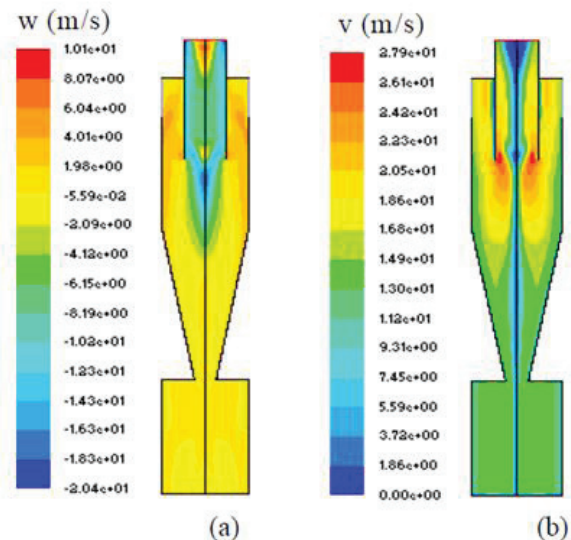 w (m/s)
1.01e+01
8.07e+00
6.04e+00
4.01e+00
1.98e+00
-5.59e-02
-2.09e+00
-4.12e+00
-6.15e+00
-8.19e+00
-1.02e+01
-1.23e+01
-1.43e+01
-1.63e+01
-1.83e+01
-2.04e+01
(a)
v (m/s)
2.79e+01
2.61e+01
2.42e+01
2.23e+01
2.05e+01
1.86e+01
1.68e+01
1.49e+01
1.30e+01
1.12e+01
9.31e+00
7.45e+00
5.59e+00
3.72e+00
1.86e+00
0.00e+00
(b)